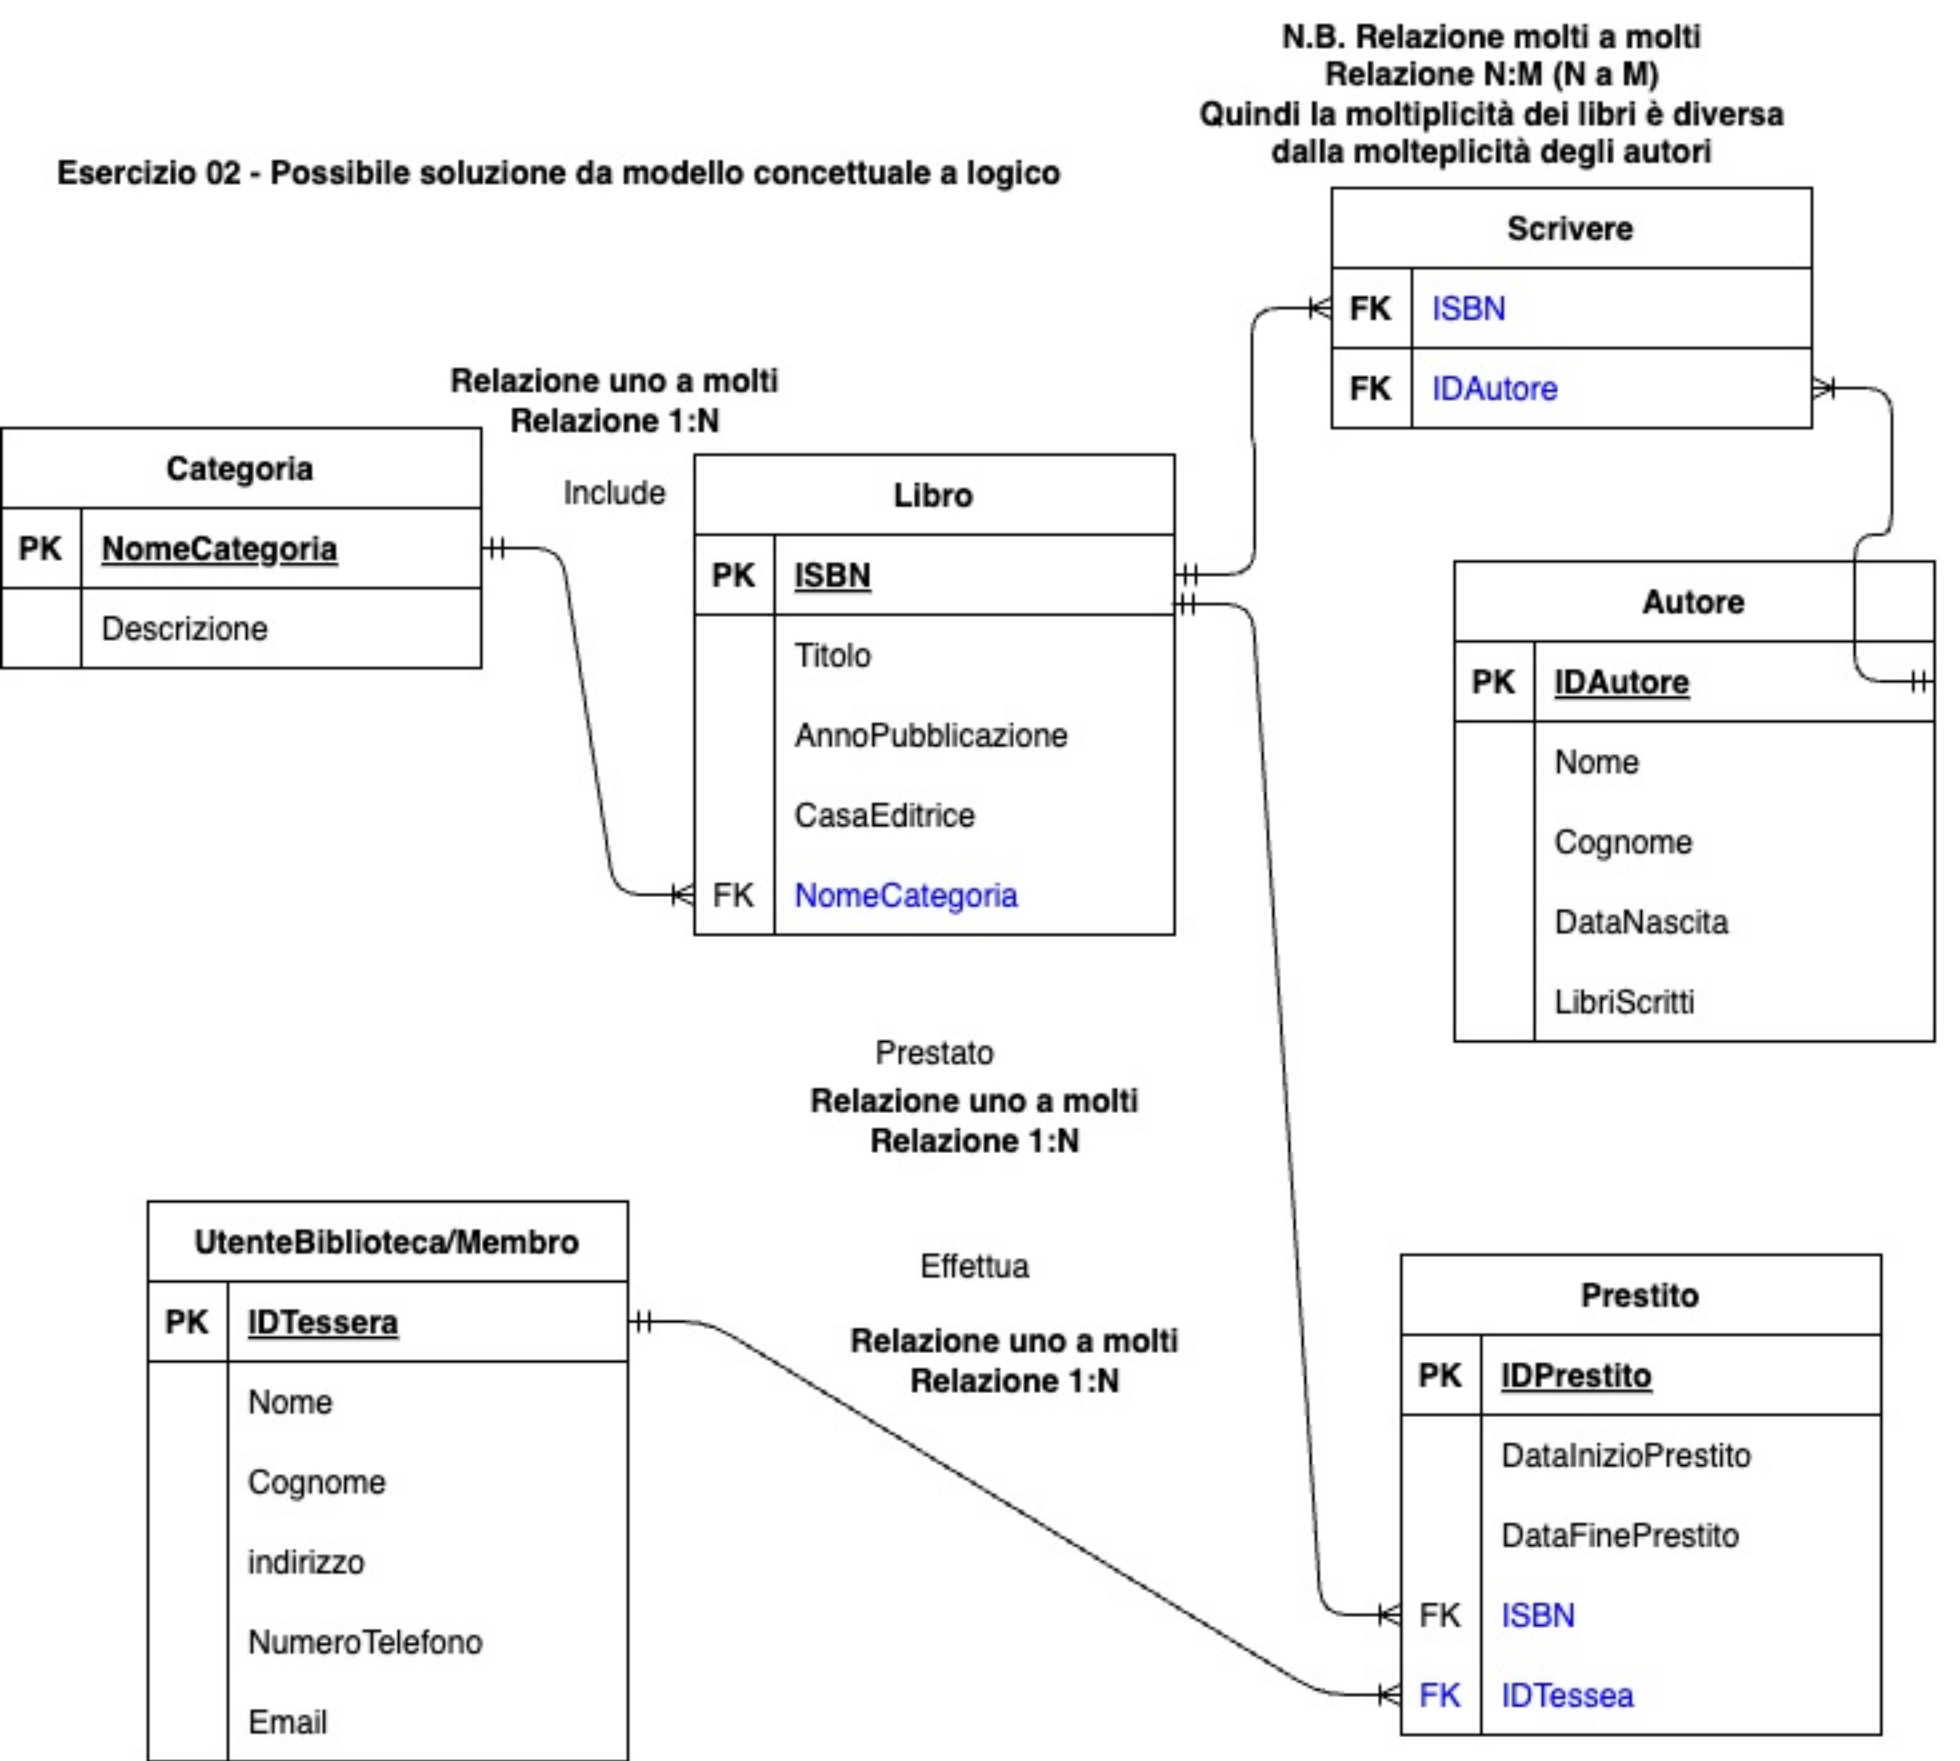 N.B. Relazione molti a molti
Relazione N:M (N a M)
Quindi la moltiplicità dei libri è diversa
dalla molteplicità degli autori
Esercizio 02 - Possibile soluzione da modello concettuale a logico
Scrivere
FK ISBN
FK IDAutore
Relazione uno a molti
Relazione 1:N
Include
Categoria
PK NomeCategoria
Descrizione
Libro
PK ISBN
Titolo
AnnoPubblicazione
CasaEditrice
FK NomeCategoria
Autore
PK IDAutore
Nome
Cognome
DataNascita
LibriScritti
Prestato
Relazione uno a molti
Relazione 1:N
UtenteBiblioteca/Membro
PK IDTessera
Nome
Cognome
indirizzo
NumeroTelefono
Email
Effettua
Relazione uno a molti
Relazione 1:N
Prestito
PK IDPrestito
DataInizioPrestito
DataFinePrestito
FK ISBN
FK IDTessea